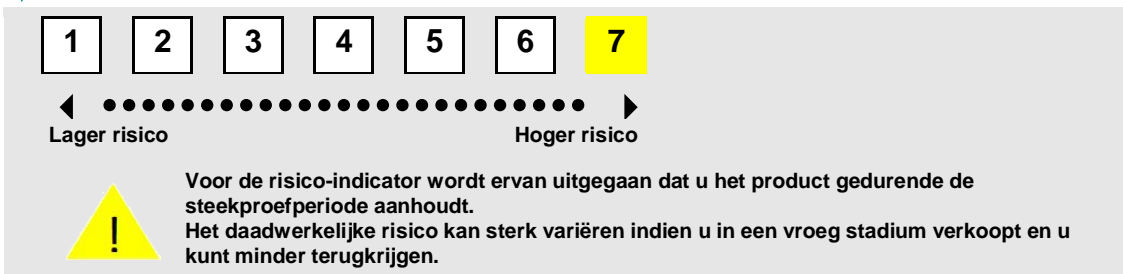 1 2 3 4 5 6 7
Lager risico Hoger risico
!
Voor de risico-indicator wordt ervan uitgegaan dat u het product gedurende de
steekproefperiode aanhoudt.
Het daadwerkelijke risico kan sterk variëren indien u in een vroeg stadium verkoopt en u
kunt minder terugkrijgen.